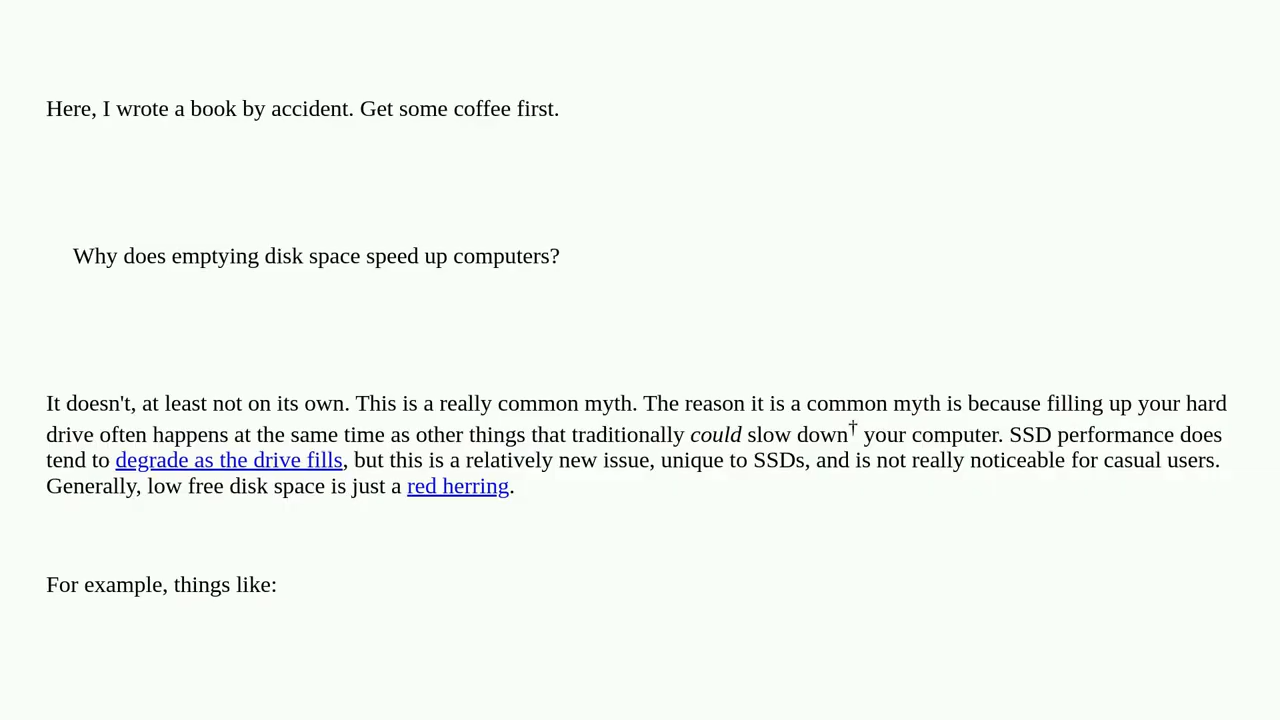 Here, I wrote a book by accident. Get some coffee first.
Why does emptying disk space speed up computers?
It doesn't, at least not on its own. This is a really common myth. The reason it is a common myth is because filling up your hard
drive often happens at the same time as other things that traditionally could slow down† your computer. SSD performance does
tend to degrade as the drive fills, but this is a relatively new issue, unique to SSDs, and is not really noticeable for casual users.
Generally, low free disk space is just a red herring.
For example, things like: